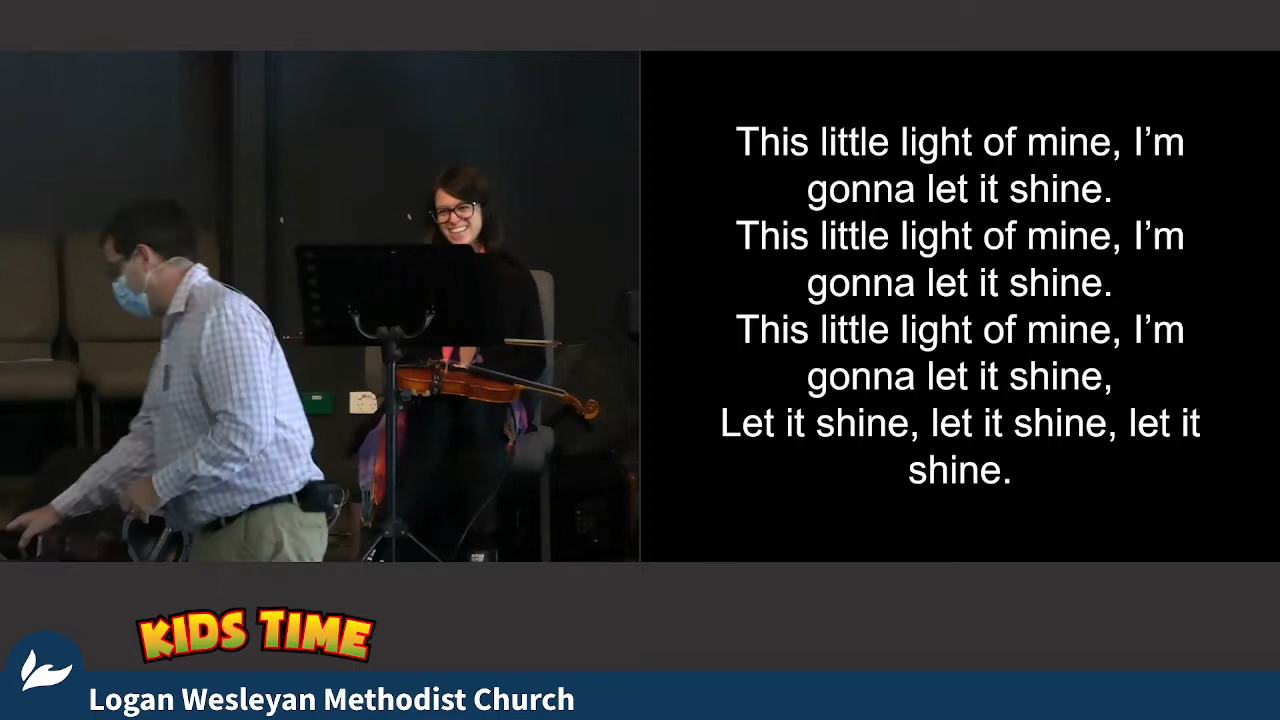 This little light of mine, I’m
gonna let it shine.
This little light of mine, I’m
gonna let it shine.
This little light of mine, I’m
gonna let it shine,
Let it shine, let it shine, let it
shine.
KIDS TIME
Logan Wesleyan Methodist Church